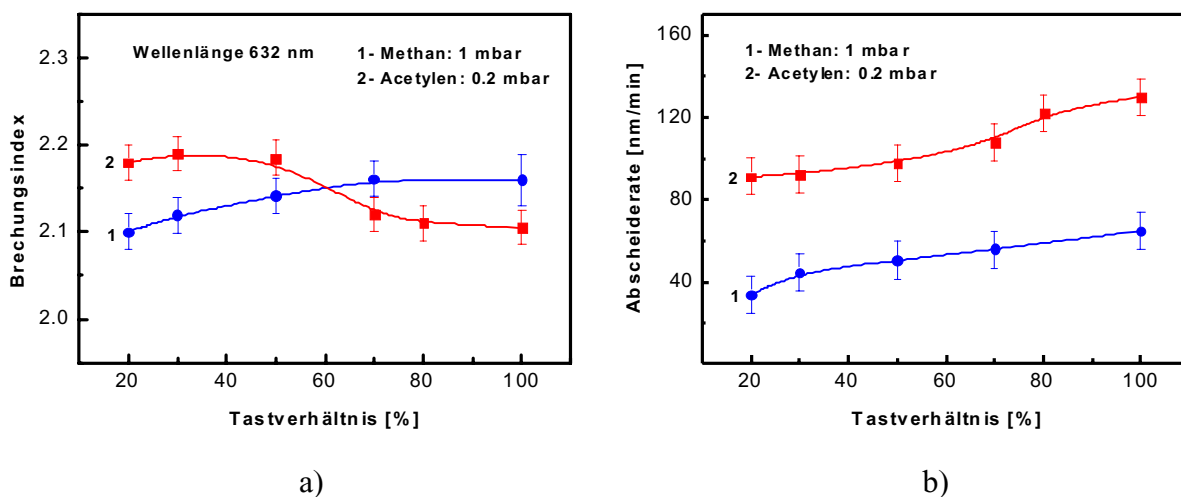 Wellenlänge 632 nm
1- Methan: 1 mbar
2- Acetylen: 0.2 mbar
2.3
2.2
2.1
2.0
Brechungsindex
2
1
20 40 60 80 100
Tastverhältnis [%]
a)
1- Methan: 1 mbar
2- Acetylen: 0.2 mbar
160
120
80
40
Abscheiderate [nm/min]
2
1
20 40 60 80 100
Tastverhältnis [%]
b)